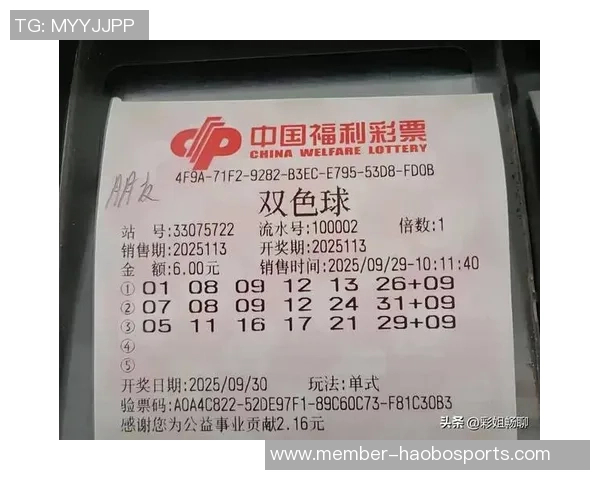 TG: MYYJJPP
中国福利彩票
CHINA WELFARE LOTTERY
4F9A-71F2-9282-B3EC-E795-53D8-FD0B
朋友
双色球
站 号:33075722 流水号:100002 倍数:1
销售期:2025113 开奖期:2025113
金 额:6.00元 销售时间:2025/09/29-10:11:40
① 01 08 09 12 13 26+09
② 07 08 09 12 24 31+09
③ 05 11 16 17 21 29+09
④
⑤
开奖日期:2025/09/30 玩法:单式
验票码:A0A4C822-52DE97F1-89C60C73-F81C30B3
感谢您为公益事业贡献2.16元
头条 @彩姐畅聊
www.member-haobosports.com